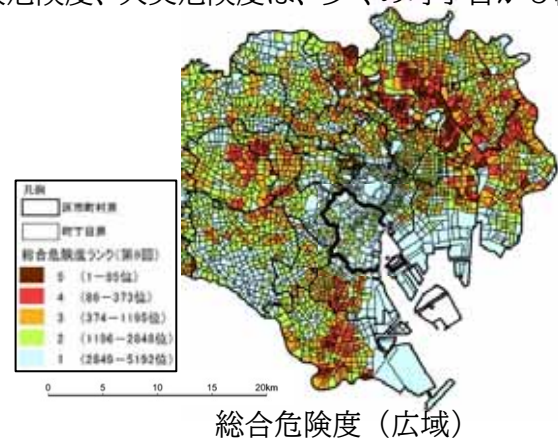 凡例
区市町村界
町丁目界
総合危険度ランク(第9回)
5 (1-85位)
4 (86-373位)
3 (374-1195位)
2 (1196-2848位)
1 (2849-5192位)
0 5 10 15 20km
総合危険度（広域）